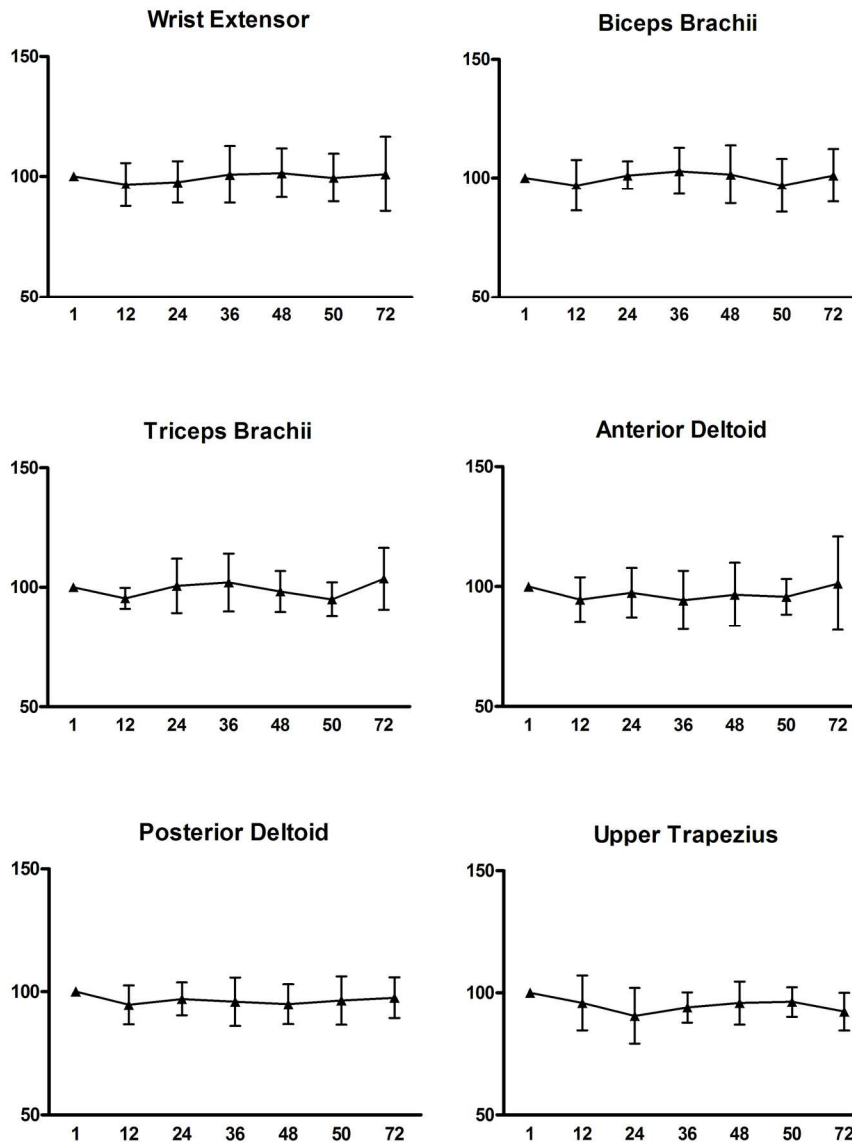 Wrist Extensor
150
100
50
1 12 24 36 48 50 72
Biceps Brachii
150
100
50
1 12 24 36 48 50 72
Triceps Brachii
150
100
50
1 12 24 36 48 50 72
Anterior Deltoid
150
100
50
1 12 24 36 48 50 72
Posterior Deltoid
150
100
50
1 12 24 36 48 50 72
Upper Trapezius
150
100
50
1 12 24 36 48 50 72